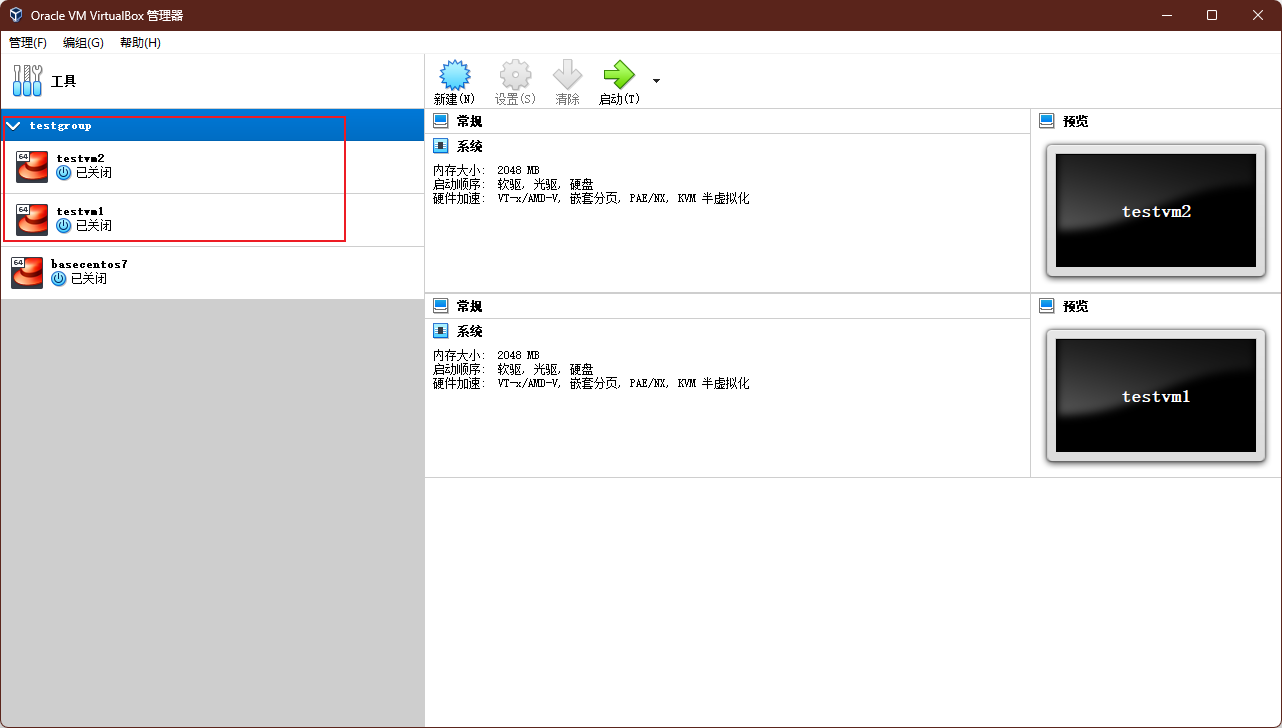 Oracle VM VirtualBox 管理器
管理(F) 编组(G) 帮助(H)
工具
新建(N) 设置(S) 清除 启动(T)
testgroup
64 testvm2
已关闭
64 testvm1
已关闭
64 basecentos7
已关闭
常规
系统
内存大小: 2048 MB
启动顺序: 软驱, 光驱, 硬盘
硬件加速: VT-x/AMD-V, 嵌套分页, PAE/NX, KVM 半虚拟化
预览
testvm2
常规
系统
内存大小: 2048 MB
启动顺序: 软驱, 光驱, 硬盘
硬件加速: VT-x/AMD-V, 嵌套分页, PAE/NX, KVM 半虚拟化
预览
testvm1